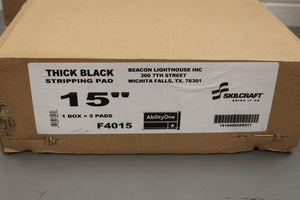 THICK BLACK
STRIPPING PAD
BEACON LIGHTHOUSE INC
300 7TH STREET
WICHITA FALLS, TX. 76301
15"
SKILCRAFT
1 BOX = 5 PADS
F4015
AbilityOne